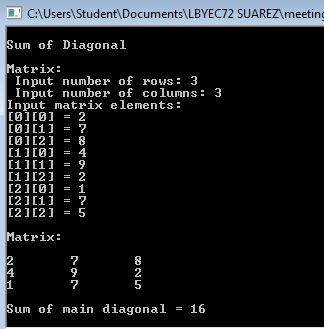 C:\Users\Student\Documents\LBYEC72 SUAREZ\meeting
Sum of Diagonal
Matrix:
Input number of rows: 3
Input number of columns: 3
Input matrix elements:
[0][0] = 2
[0][1] = 7
[0][2] = 8
[1][0] = 4
[1][1] = 9
[1][2] = 2
[2][0] = 1
[2][1] = 7
[2][2] = 5
Matrix:
2 7 8
4 9 2
1 7 5
Sum of main diagonal = 16